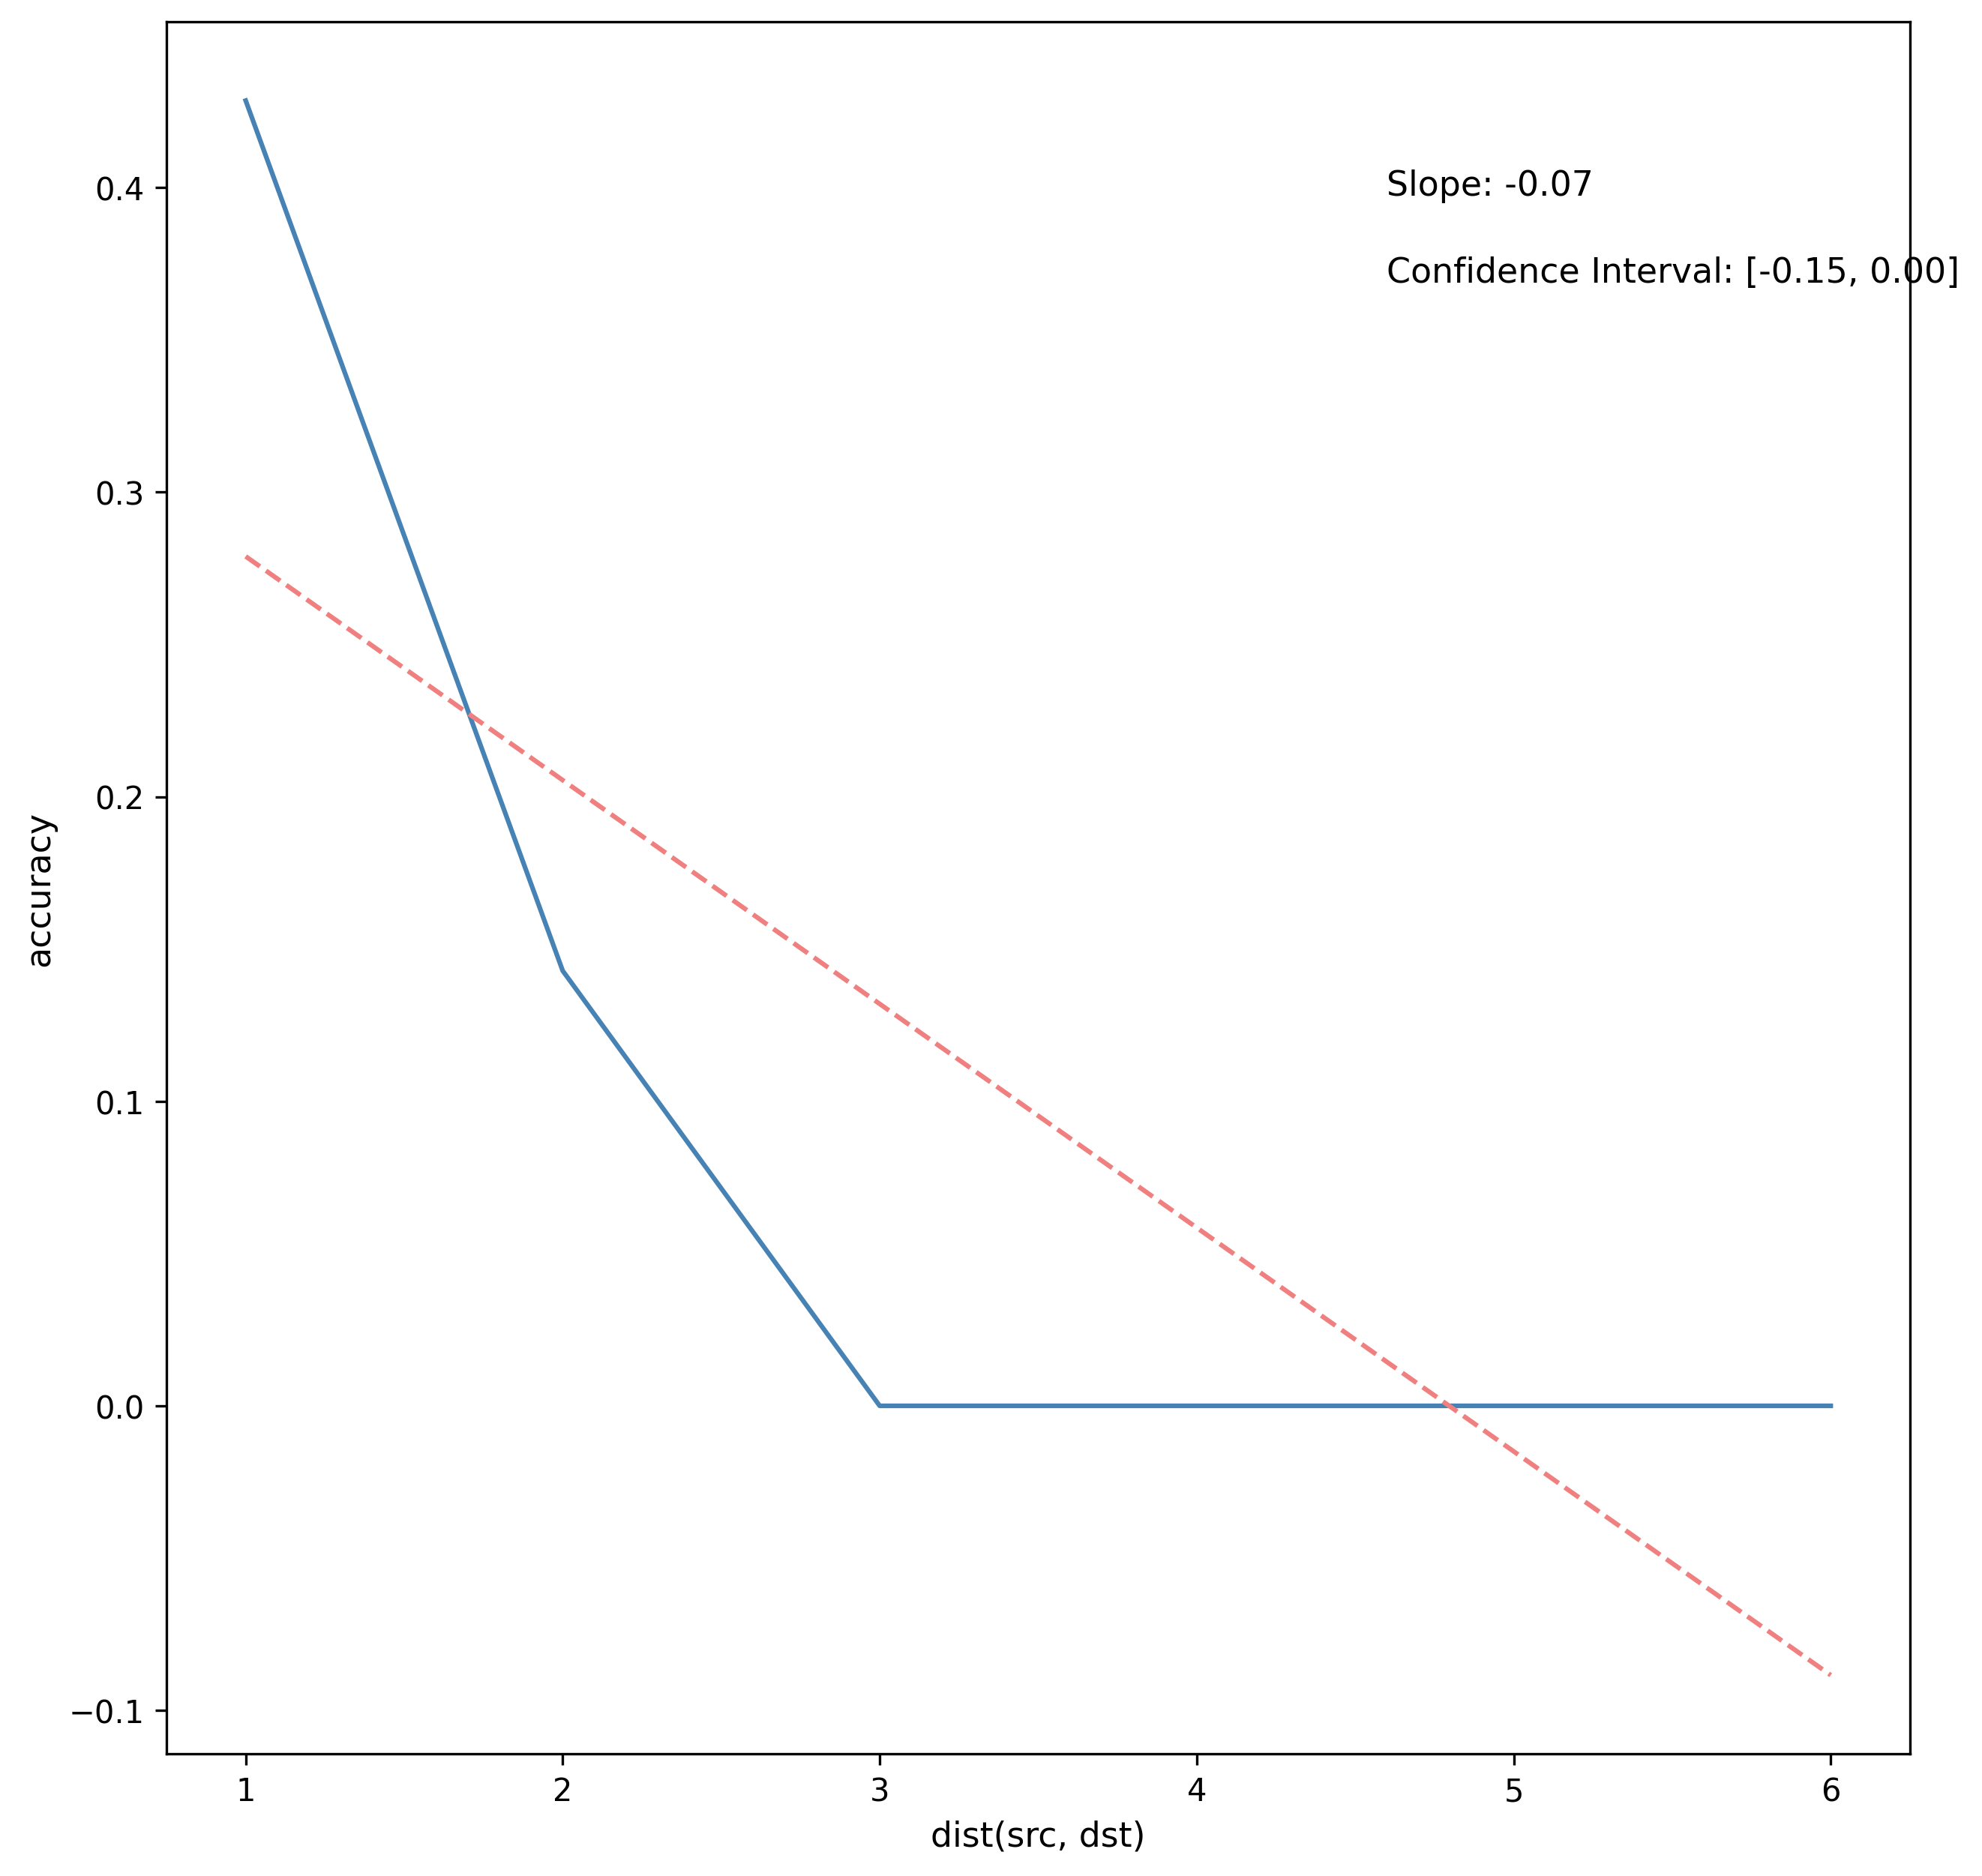 Slope: -0.07
Confidence Interval: [-0.15, 0.00]
accuracy
0.4
0.3
0.2
0.1
0.0
−0.1
1 2 3 4 5 6
dist(src, dst)